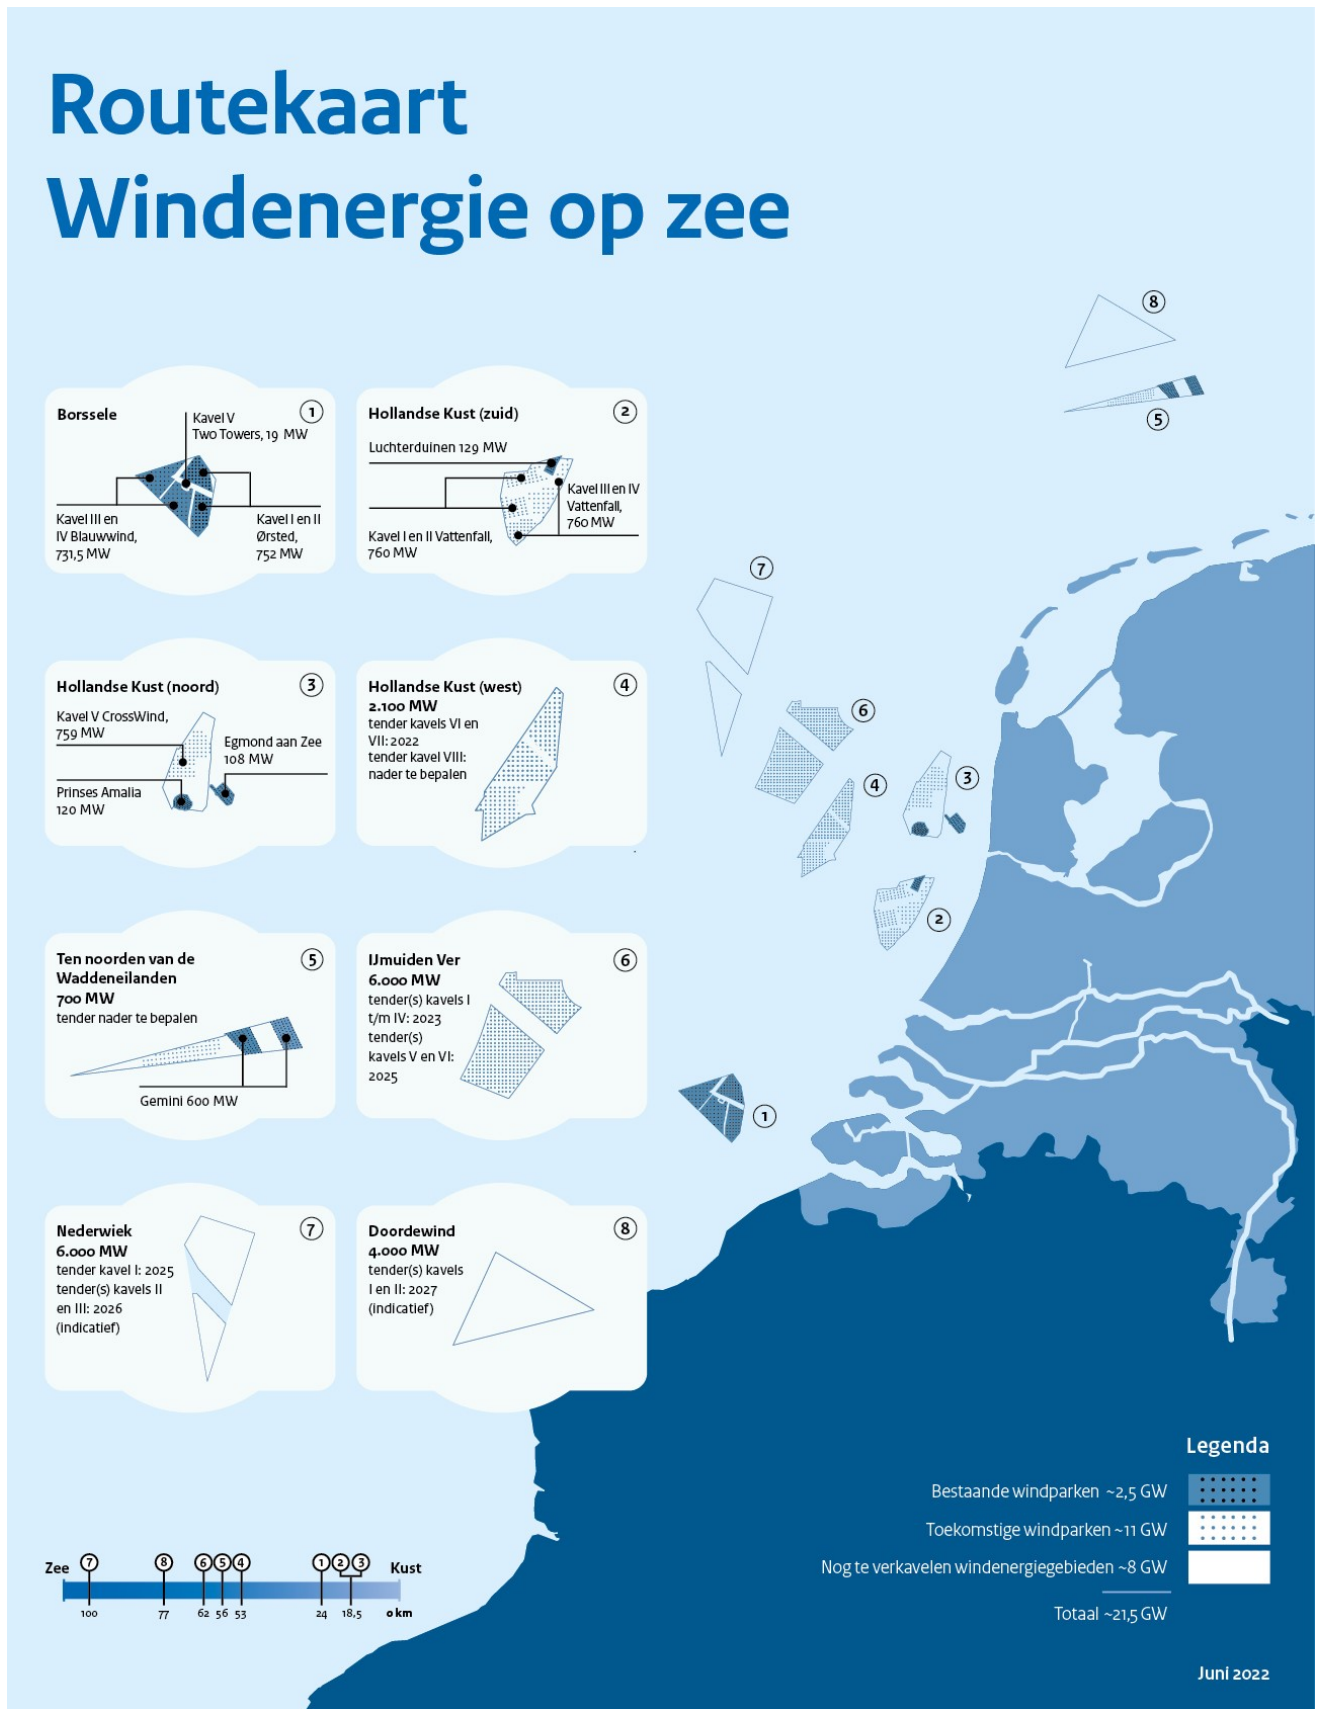 Routekaart
Windenergie op zee
8
5
7
6
4
3
2
1
Borssele
1
Kavel V
Two Towers, 19 MW
Kavel III en
IV Blauwwind,
731,5 MW
Kavel I en II
Ørsted,
752 MW
Hollandse Kust (zuid)
2
Luchterduinen 129 MW
Kavel III en IV
Vattenfall,
760 MW
Kavel I en II Vattenfall,
760 MW
Hollandse Kust (noord)
3
Kavel V CrossWind,
759 MW
Egmond aan Zee
108 MW
Prinses Amalia
120 MW
Hollandse Kust (west)
4
2.100 MW
tender kavels VI en
VII: 2022
tender kavel VIII:
nader te bepalen
Ten noorden van de
Waddeneilanden
5
700 MW
tender nader te bepalen
Gemini 600 MW
IJmuiden Ver
6
6.000 MW
tender(s) kavels I
t/m IV: 2023
tender(s)
kavels V en VI:
2025
Nederwiek
7
6.000 MW
tender kavel I: 2025
tender(s) kavels II
en III: 2026
(indicatief)
Doordewind
8
4.000 MW
tender(s) kavels
I en II: 2027
(indicatief)
Legenda
Bestaande windparken ~2,5 GW
Toekomstige windparken ~11 GW
Nog te verkavelen windenergiegebieden ~8 GW
Totaal ~21,5 GW
Zee 7 8 6 5 4 1 2 3 Kust
100 77 62 56 53 24 18,5 0 km
Juni 2022